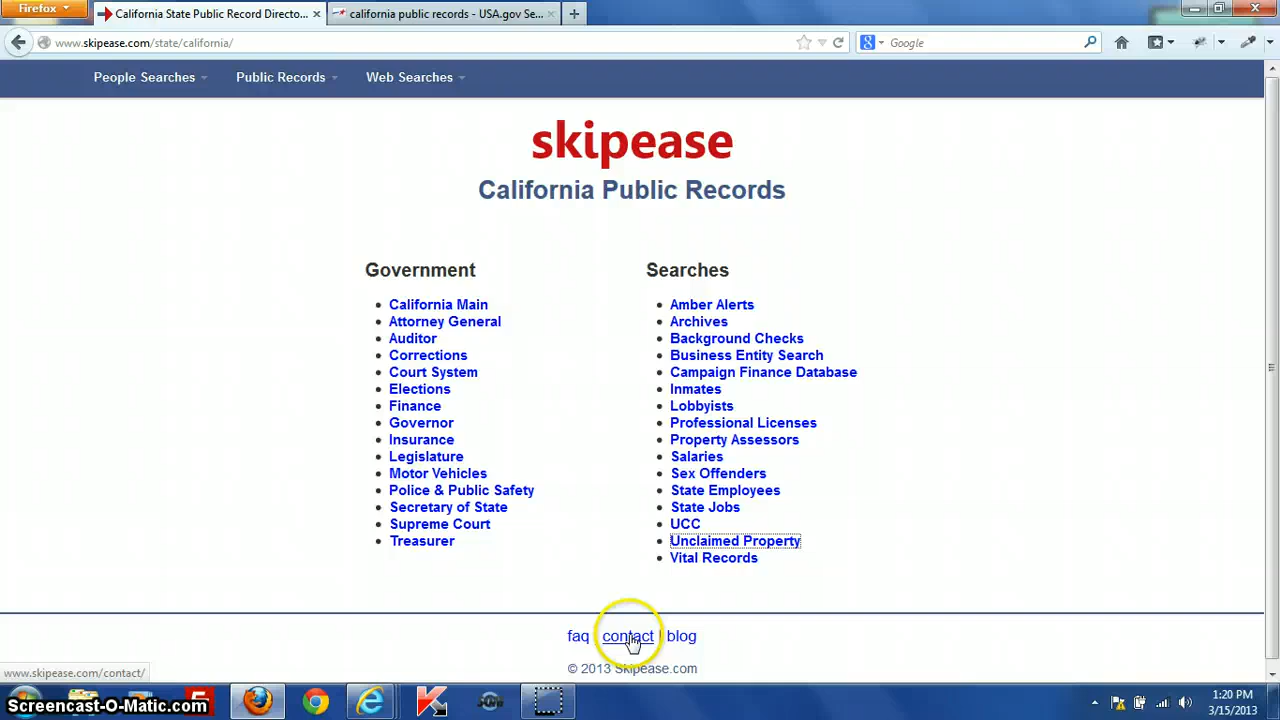 Firefox
California State Public Record Directo...
california public records - USA.gov Se...
www.skipease.com/state/california/
Google
People Searches
Public Records
Web Searches
skipease
California Public Records
Government
California Main
Attorney General
Auditor
Corrections
Court System
Elections
Finance
Governor
Insurance
Legislature
Motor Vehicles
Police & Public Safety
Secretary of State
Supreme Court
Treasurer
Searches
Amber Alerts
Archives
Background Checks
Business Entity Search
Campaign Finance Database
Inmates
Lobbyists
Professional Licenses
Property Assessors
Salaries
Sex Offenders
State Employees
State Jobs
UCC
Unclaimed Property
Vital Records
faq contact | blog
© 2013 Skipease.com
www.skipease.com/contact/
Screencast-O-Matic.com
1:20 PM
3/15/2013